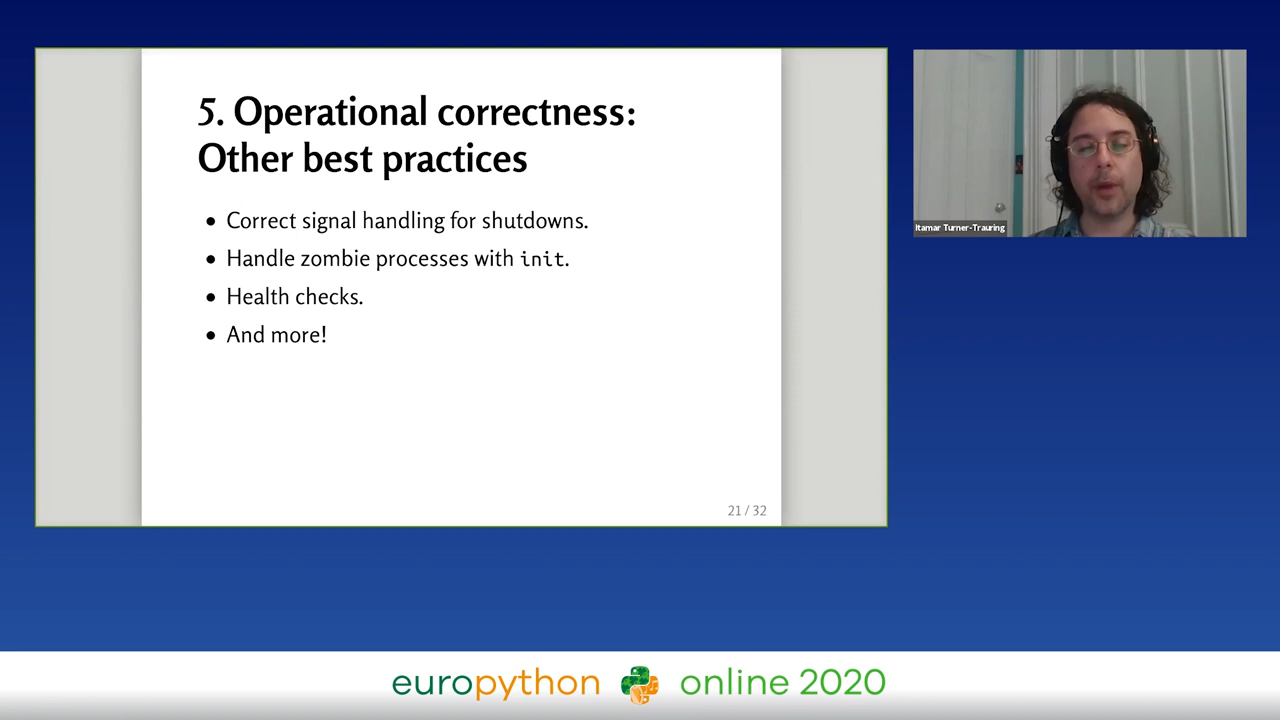 5. Operational correctness:
Other best practices
Correct signal handling for shutdowns.
Handle zombie processes with init.
Health checks.
And more!
21 / 32
Itamar Turner-Trauring
europython online 2020